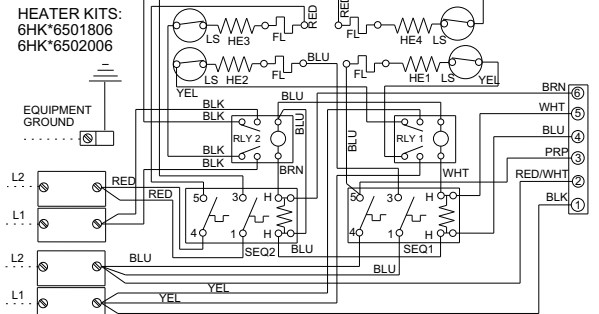 HEATER KITS:
6HK*6501806
6HK*6502006
RED
RED
LS HE3 FL
FL HE4 LS
LS HE2 FL BLU
FL HE1 LS
YEL
YEL
EQUIPMENT
GROUND
BLK
BLK
BLK
BLK
BLU
BLU
BLU
RLY 2
RLY 1
BRN
WHT
BRN 6
WHT 5
BLU 4
PRP 3
RED/WHT 2
BLK 1
L2
RED
RED
L1
5 3 H
4 1 H
SEQ2
BLU
5 3 H
4 1 H
SEQ1
L2
BLU
BLU
L1
YEL
YEL